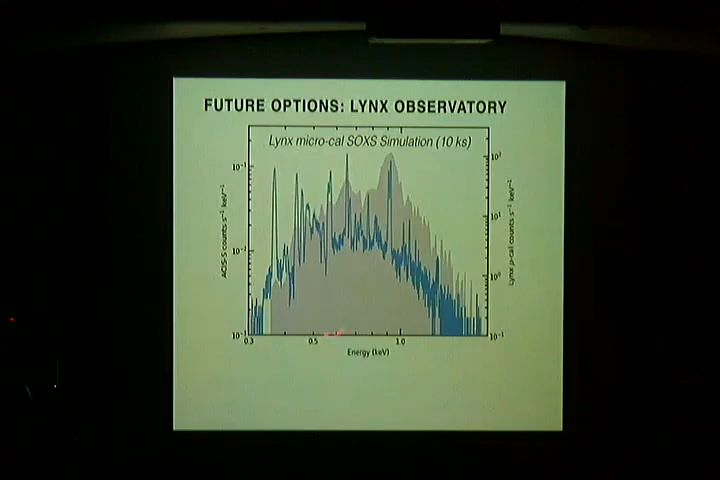 FUTURE OPTIONS: LYNX OBSERVATORY
Lynx micro-cal SOXS Simulation (10 ks)
10⁻¹
10⁻²
10⁻³
10²
10¹
10⁰
10⁻¹
ACIS-S counts s⁻¹ keV⁻¹
Lynx μ-cal counts s⁻¹ keV⁻¹
0.3
0.5
1.0
Energy (keV)